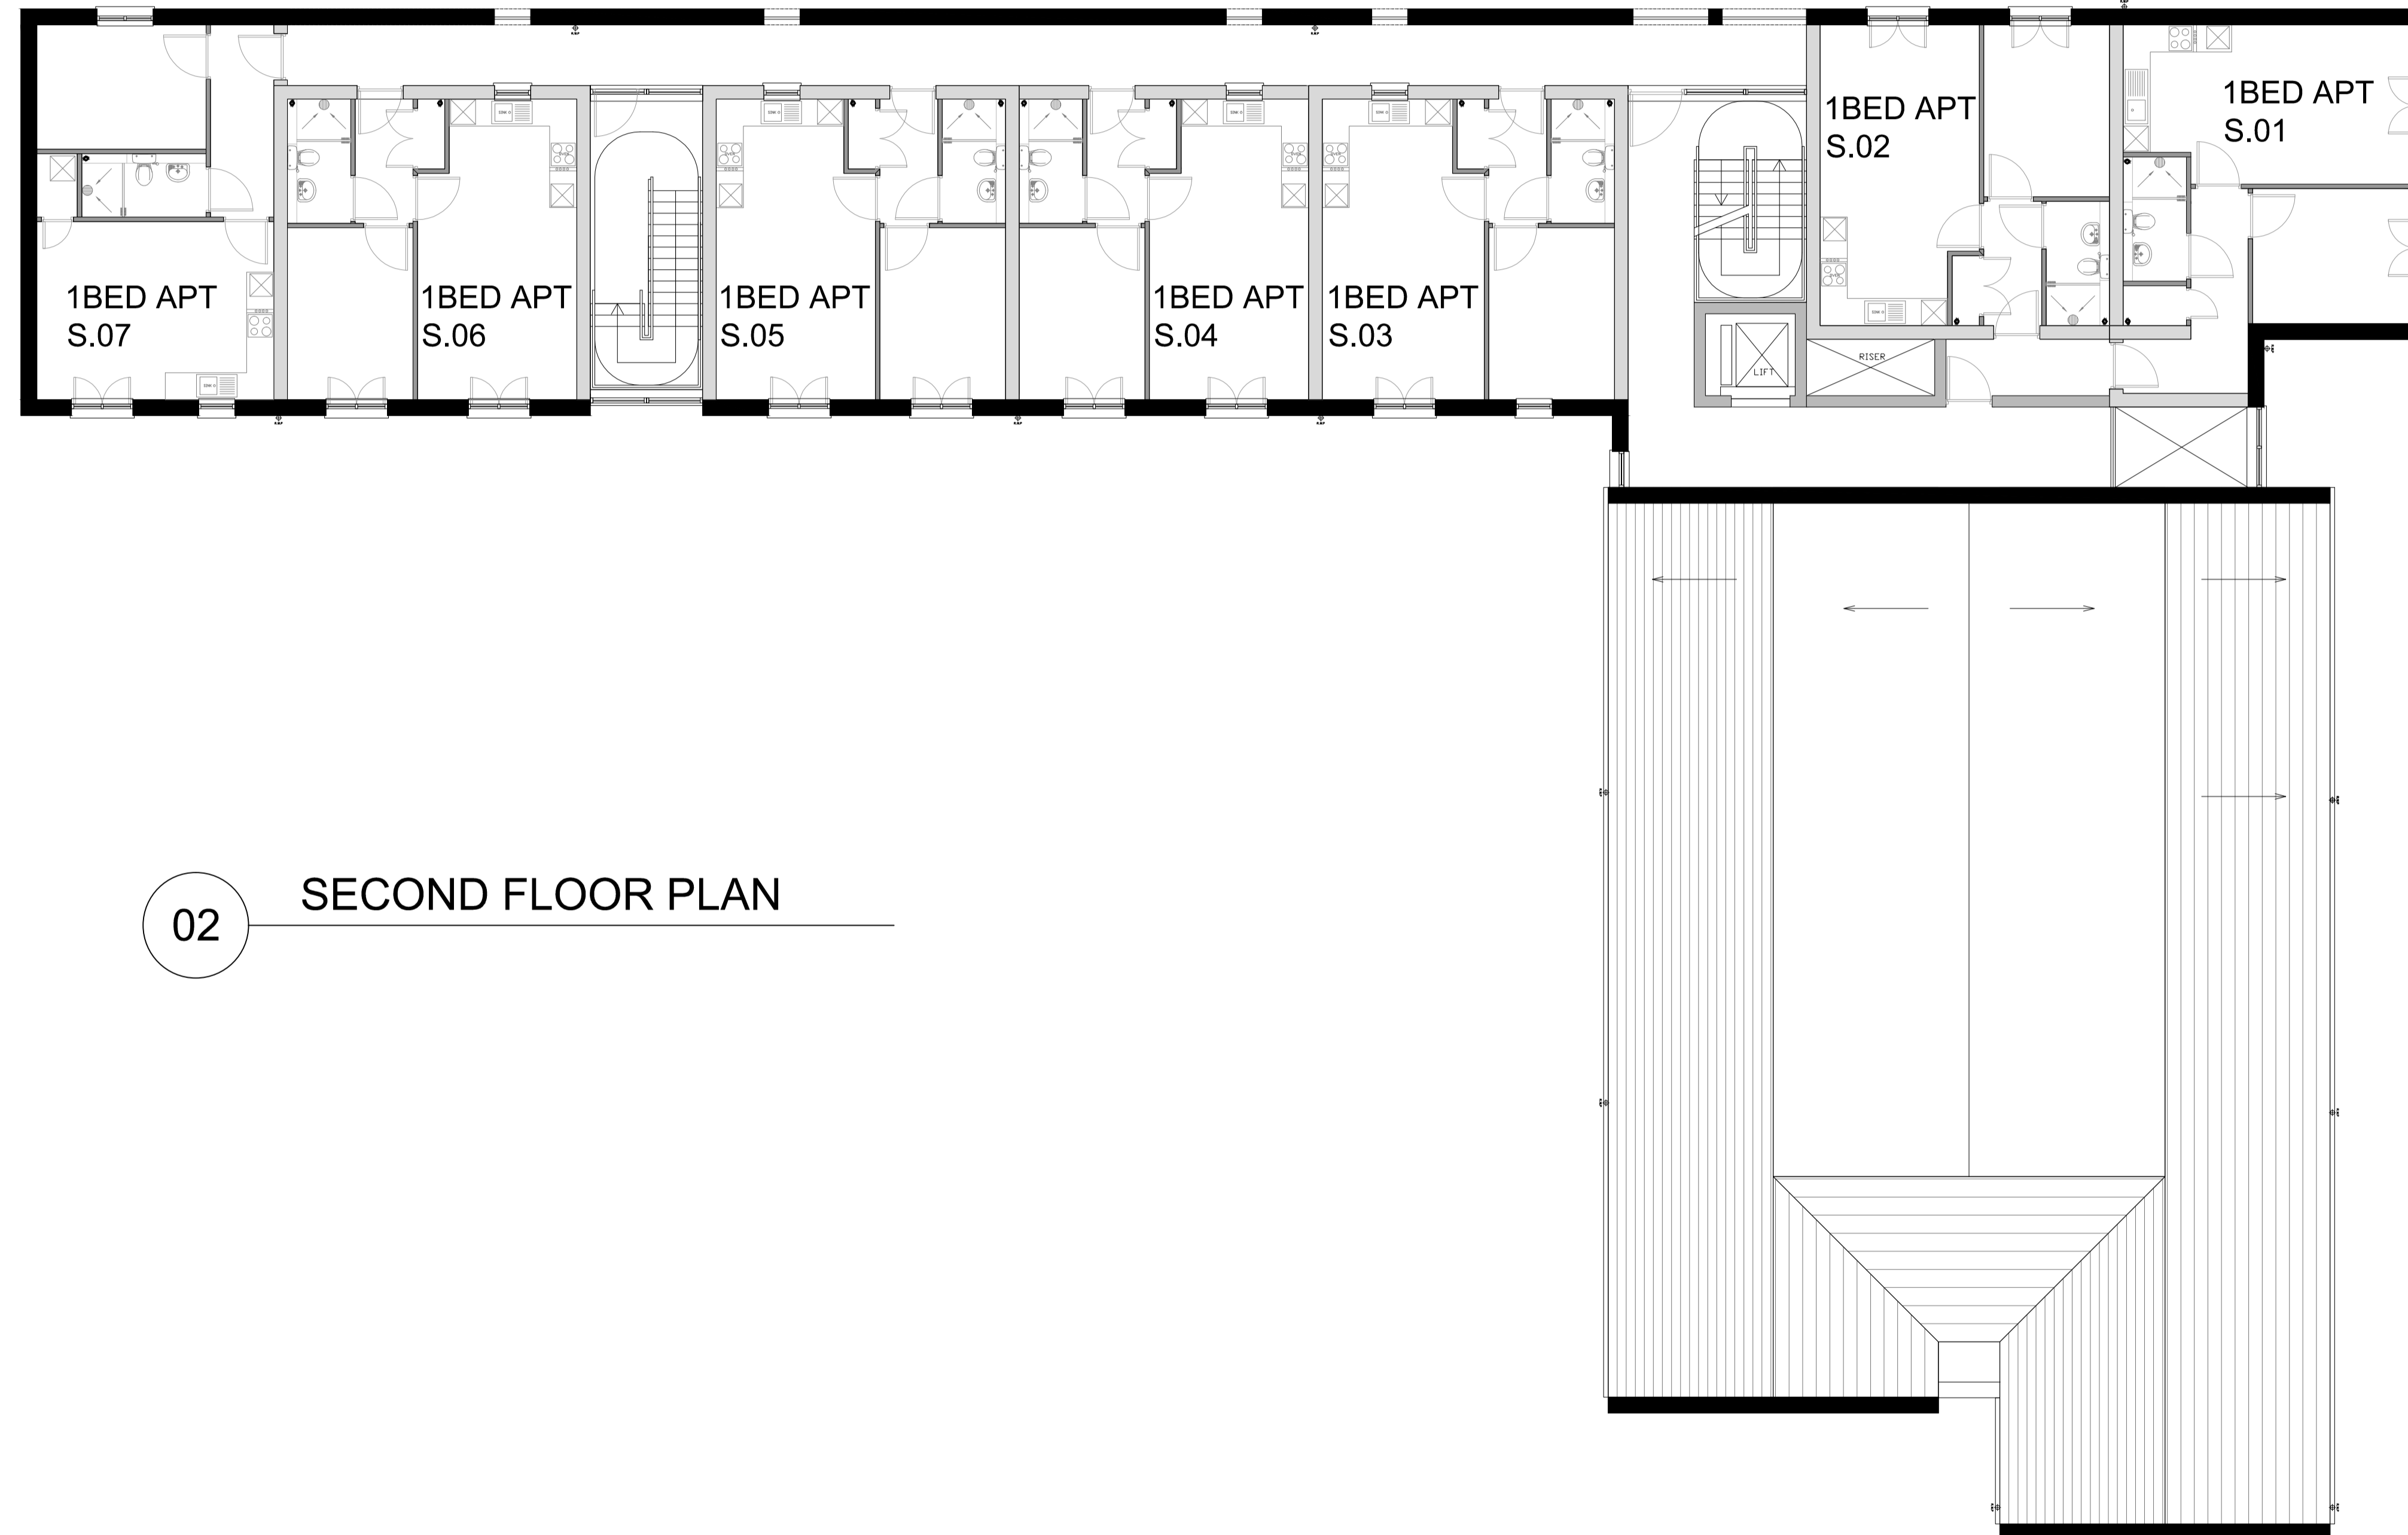 1BED APT
S.07
1BED APT
S.06
1BED APT
S.05
1BED APT
S.04
1BED APT
S.03
1BED APT
S.02
1BED APT
S.01
LIFT
RISER
02
SECOND FLOOR PLAN